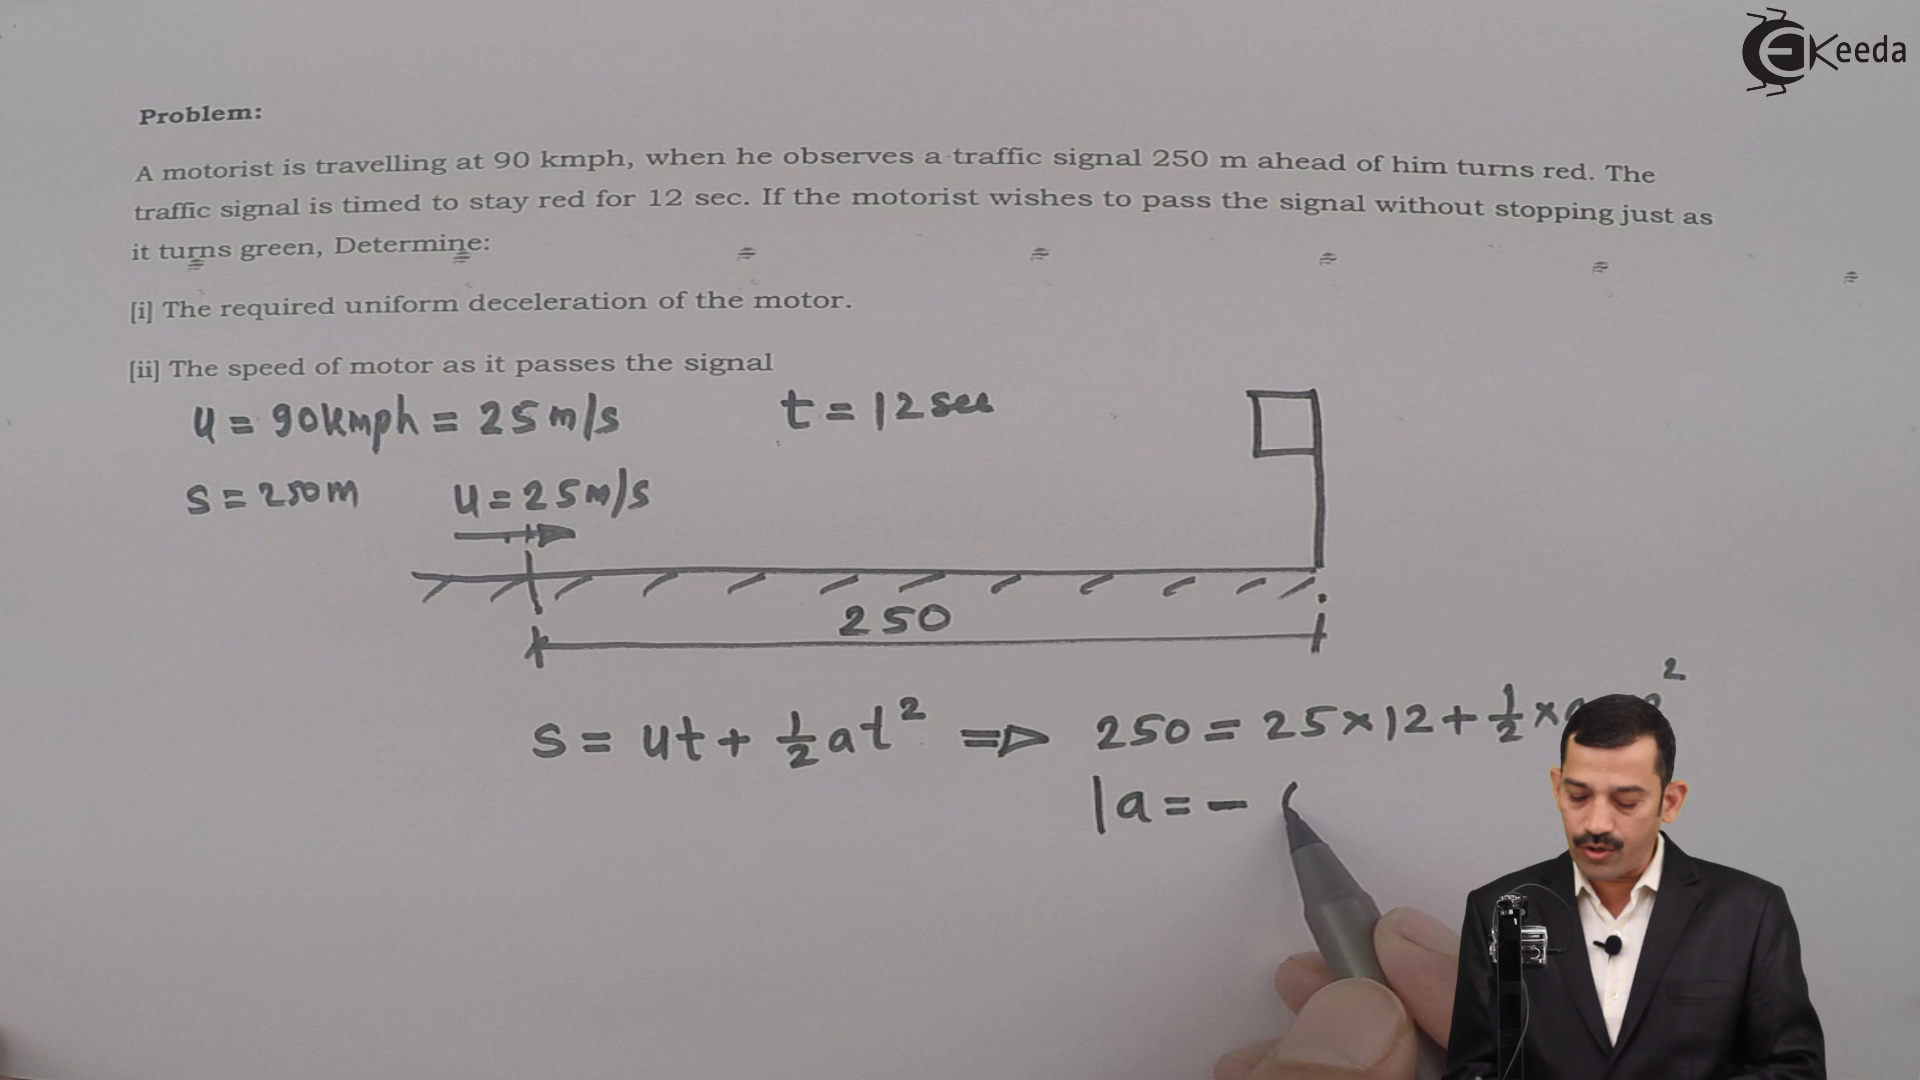 Keeda
Problem:
A motorist is travelling at 90 kmph, when he observes a traffic signal 250 m ahead of him turns red. The
traffic signal is timed to stay red for 12 sec. If the motorist wishes to pass the signal without stopping just as
it turns green, Determine:
[i] The required uniform deceleration of the motor.
[ii] The speed of motor as it passes the signal
u = 90kmph = 25 m/s t = 12 sec
s = 250m u = 25 m/s
250
s = ut + ½ at² ⇒ 250 = 25 × 12 + ½ ×
a = -